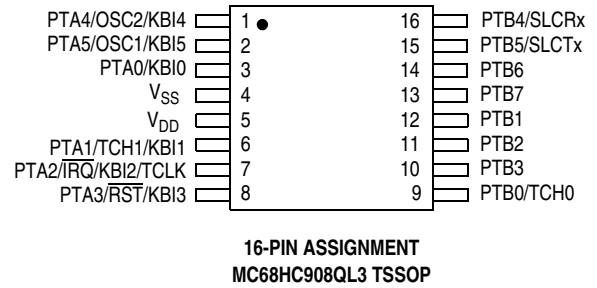 PTA4/OSC2/KBI4 1 16 PTB4/SLCRx
PTA5/OSC1/KBI5 2 15 PTB5/SLCTx
PTA0/KBI0 3 14 PTB6
VSS 4 13 PTB7
VDD 5 12 PTB1
PTA1/TCH1/KBI1 6 11 PTB2
PTA2/IRQ/KBI2/TCLK 7 10 PTB3
PTA3/RST/KBI3 8 9 PTB0/TCH0
16-PIN ASSIGNMENT
MC68HC908QL3 TSSOP